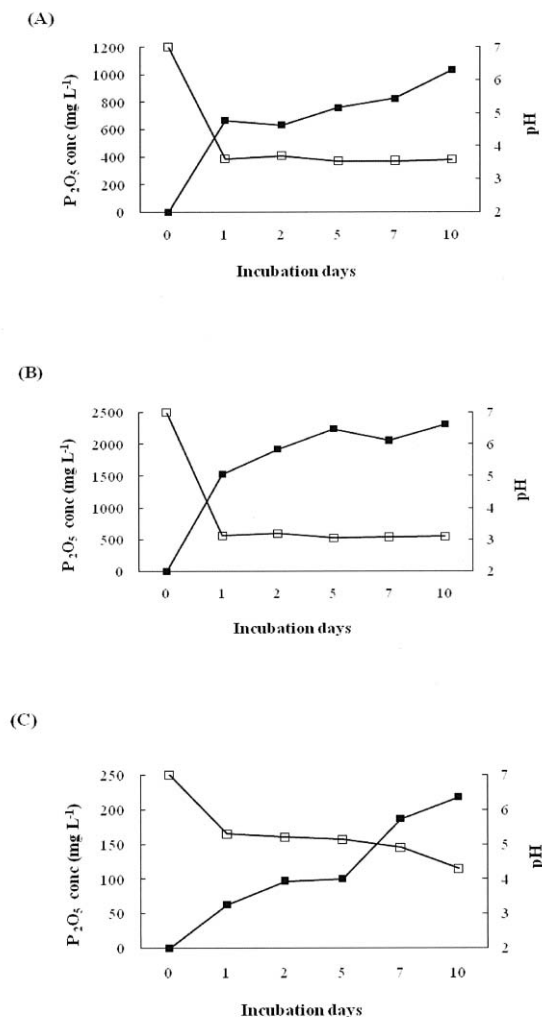 (A)
P₂O₅ conc (mg L⁻¹)
1200
1000
800
600
400
200
0
7
6
5
4
3
2
pH
0 1 2 5 7 10
Incubation days
(B)
P₂O₅ conc (mg L⁻¹)
2500
2000
1500
1000
500
0
7
6
5
4
3
2
pH
0 1 2 5 7 10
Incubation days
(C)
P₂O₅ conc (mg L⁻¹)
250
200
150
100
50
0
7
6
5
4
3
2
pH
0 1 2 5 7 10
Incubation days